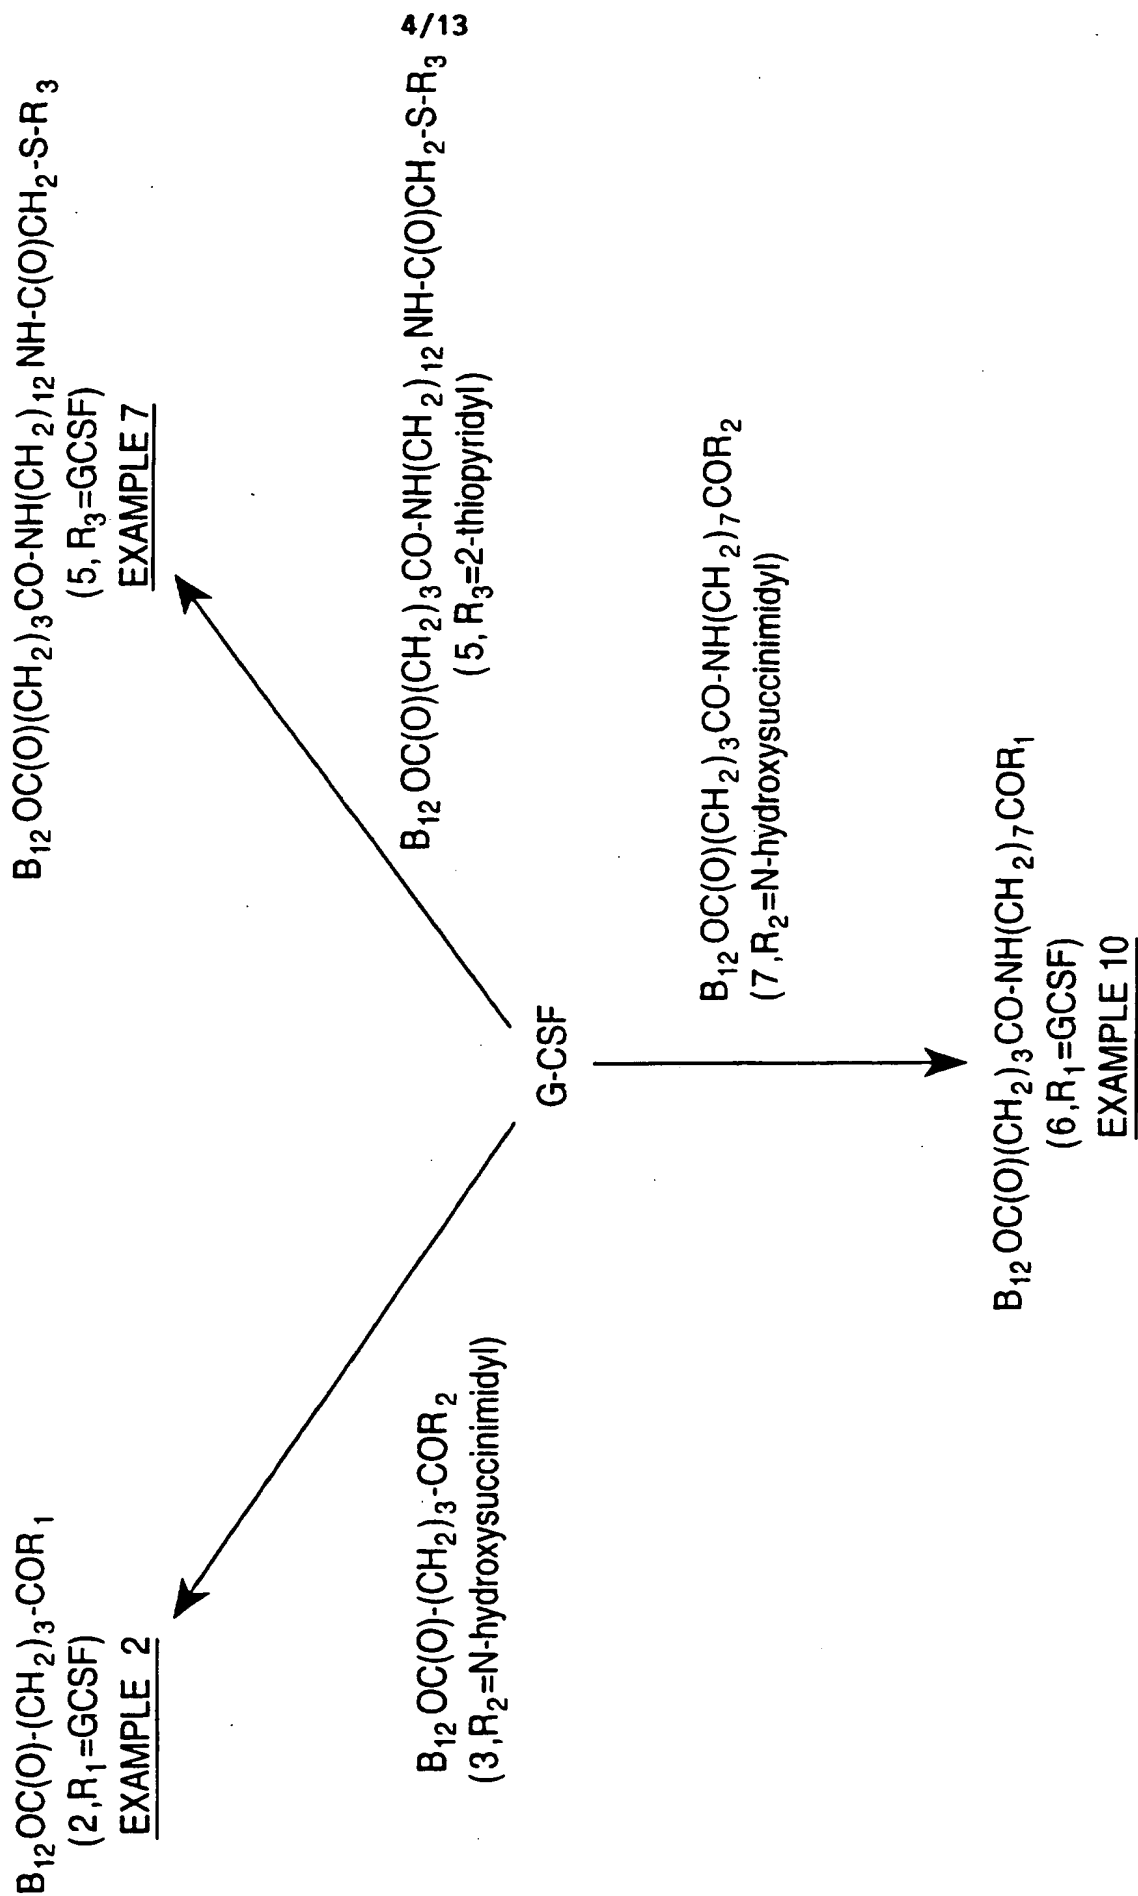 4/13
B₁₂OC(O)-(CH₂)₃-COR₁
(2,R₁=GCSF)
EXAMPLE 2
B₁₂OC(O)(CH₂)₃CO-NH(CH₂)₁₂NH-C(O)CH₂-S-R₃
(5,R₃=GCSF)
EXAMPLE 7
B₁₂OC(O)-(CH₂)₃-COR₂
(3,R₂=N-hydroxysuccinimidyl)
B₁₂OC(O)(CH₂)₃CO-NH(CH₂)₁₂NH-C(O)CH₂-S-R₃
(5,R₃=2-thiopyridyl)
G-CSF
B₁₂OC(O)(CH₂)₃CO-NH(CH₂)₇COR₂
(7,R₂=N-hydroxysuccinimidyl)
B₁₂OC(O)(CH₂)₃CO-NH(CH₂)₇COR₁
(6,R₁=GCSF)
EXAMPLE 10